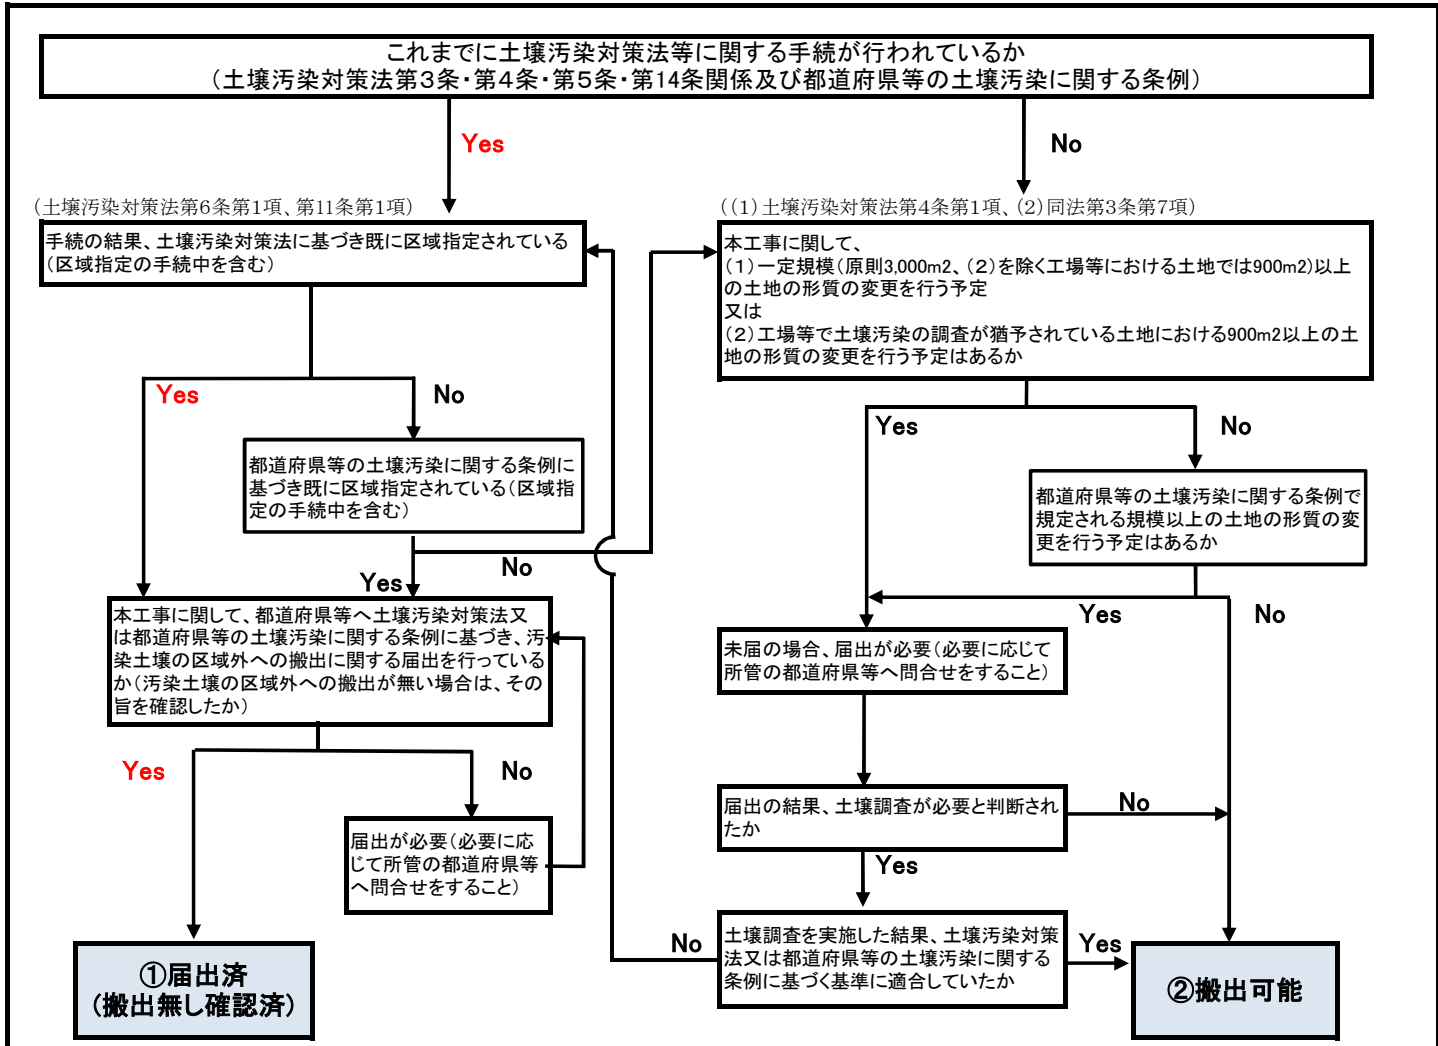 これまでに土壌汚染対策法等に関する手続が行われているか
（土壌汚染対策法第３条・第４条・第５条・第14条関係及び都道府県等の土壌汚染に関する条例）
Yes
No
（土壌汚染対策法第6条第1項、第11条第1項）
手続の結果、土壌汚染対策法に基づき既に区域指定されている
（区域指定の手続中を含む）
（(１)土壌汚染対策法第4条第1項、(２)同法第3条第7項）
本工事に関して、
（１）一定規模（原則3,000m2、（２）を除く工場等における土地では900m2）以上
の土地の形質の変更を行う予定
又は
（２）工場等で土壌汚染の調査が猶予されている土地における900m2以上の土
地の形質の変更を行う予定はあるか
Yes
No
都道府県等の土壌汚染に関する条例に
基づき既に区域指定されている（区域指
定の手続中を含む）
Yes
No
Yes
No
都道府県等の土壌汚染に関する条例で
規定される規模以上の土地の形質の変
更を行う予定はあるか
Yes
No
本工事に関して、都道府県等へ土壌汚染対策法又
は都道府県等の土壌汚染に関する条例に基づき、汚
染土壌の区域外への搬出に関する届出を行っている
か（汚染土壌の区域外への搬出が無い場合は、その
旨を確認したか）
未届の場合、届出が必要（必要に応じて
所管の都道府県等へ問合せをすること）
Yes
No
届出が必要（必要に応
じて所管の都道府県等
へ問合せをすること）
届出の結果、土壌調査が必要と判断され
たか
No
Yes
土壌調査を実施した結果、土壌汚染対策
法又は都道府県等の土壌汚染に関する
条例に基づく基準に適合していたか
No
Yes
①届出済
（搬出無し確認済）
②搬出可能